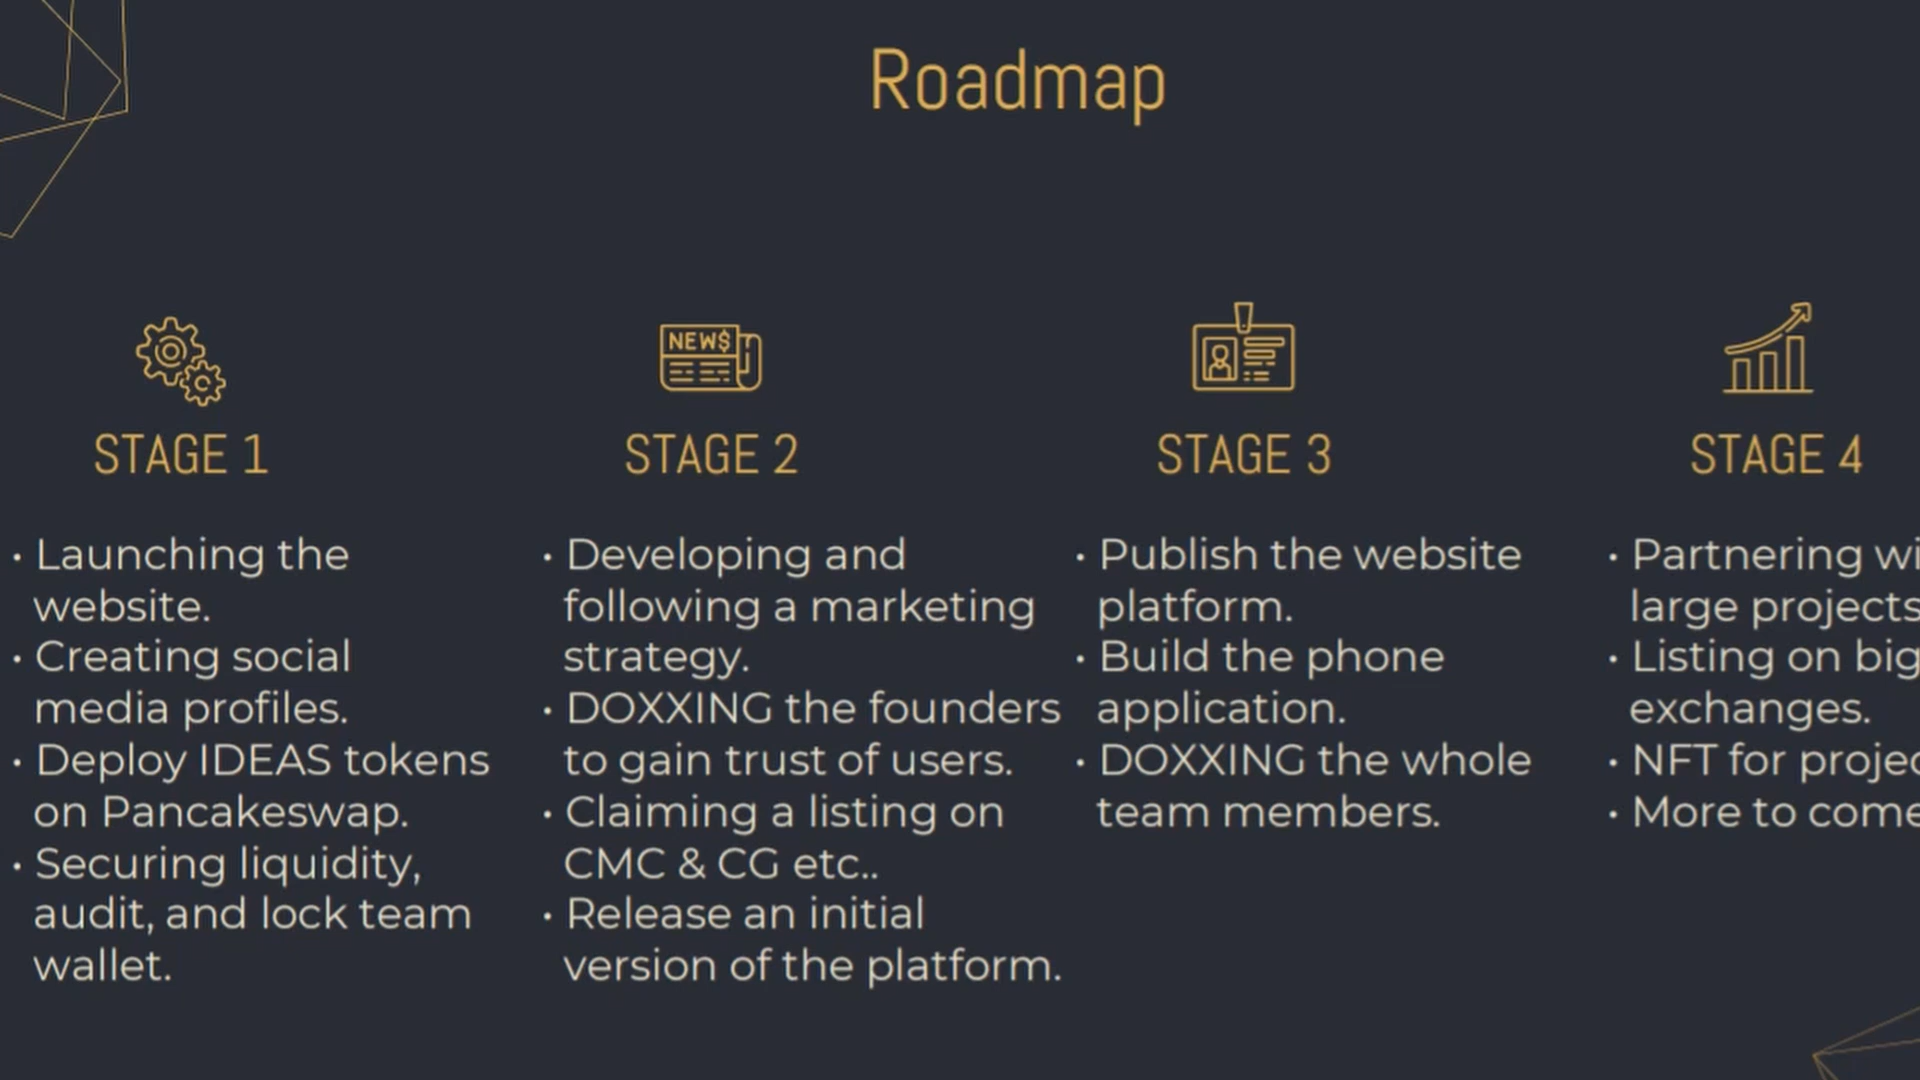 Roadmap
NEW$
STAGE 1
• Launching the
website.
• Creating social
media profiles.
• Deploy IDEAS tokens
on Pancakeswap.
• Securing liquidity,
audit, and lock team
wallet.
STAGE 2
• Developing and
following a marketing
strategy.
• DOXXING the founders
to gain trust of users.
• Claiming a listing on
CMC & CG etc..
• Release an initial
version of the platform.
STAGE 3
• Publish the website
platform.
• Build the phone
application.
• DOXXING the whole
team members.
STAGE 4
• Partnering
large projects
• Listing on big
exchanges.
• NFT for
• More to come